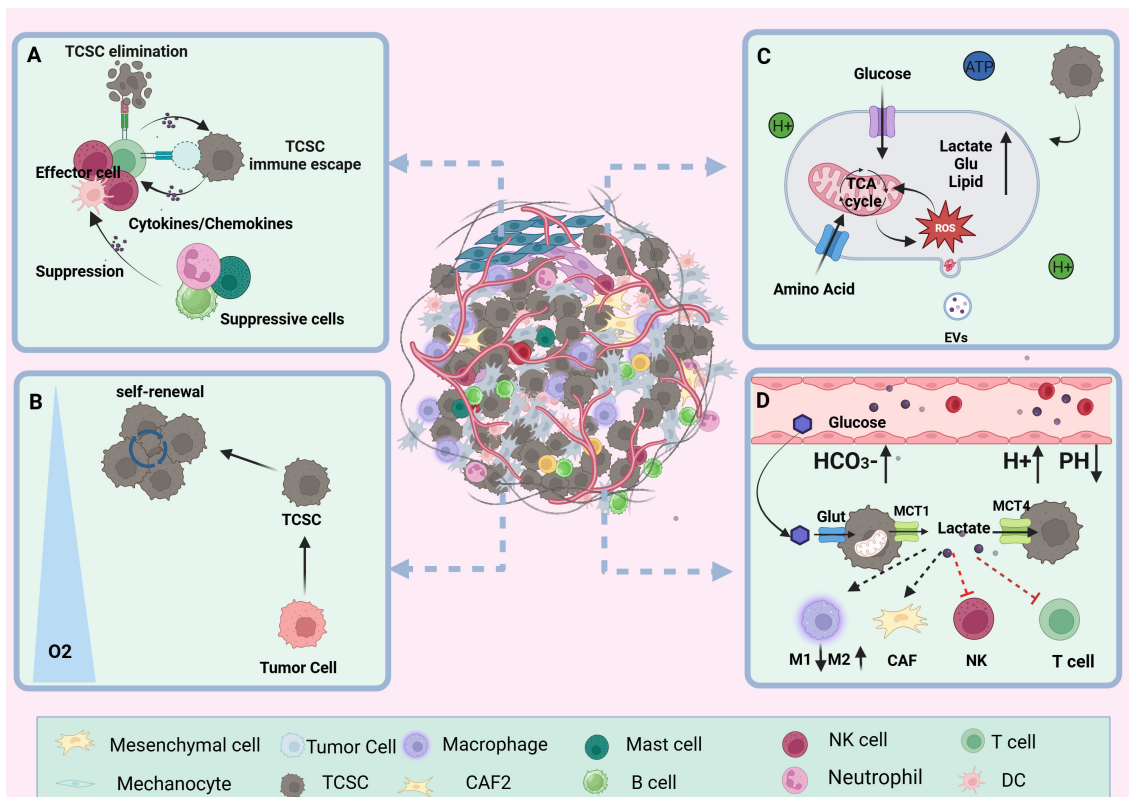 A
TCSC elimination
TCSC
immune escape
Effector cell
Cytokines/Chemokines
Suppression
Suppressive cells
B
self-renewal
TCSC
O2
Tumor Cell
C
Glucose
ATP
H+
Lactate
Glu
Lipid
TCA
cycle
ROS
H+
Amino Acid
EVs
D
Glucose
HCO3-
H+
PH
Glut
MCT1
Lactate
MCT4
M1
M2
CAF
NK
T cell
Mesenchymal cell
Tumor Cell
Macrophage
Mast cell
NK cell
T cell
Mechanocyte
TCSC
CAF2
B cell
Neutrophil
DC